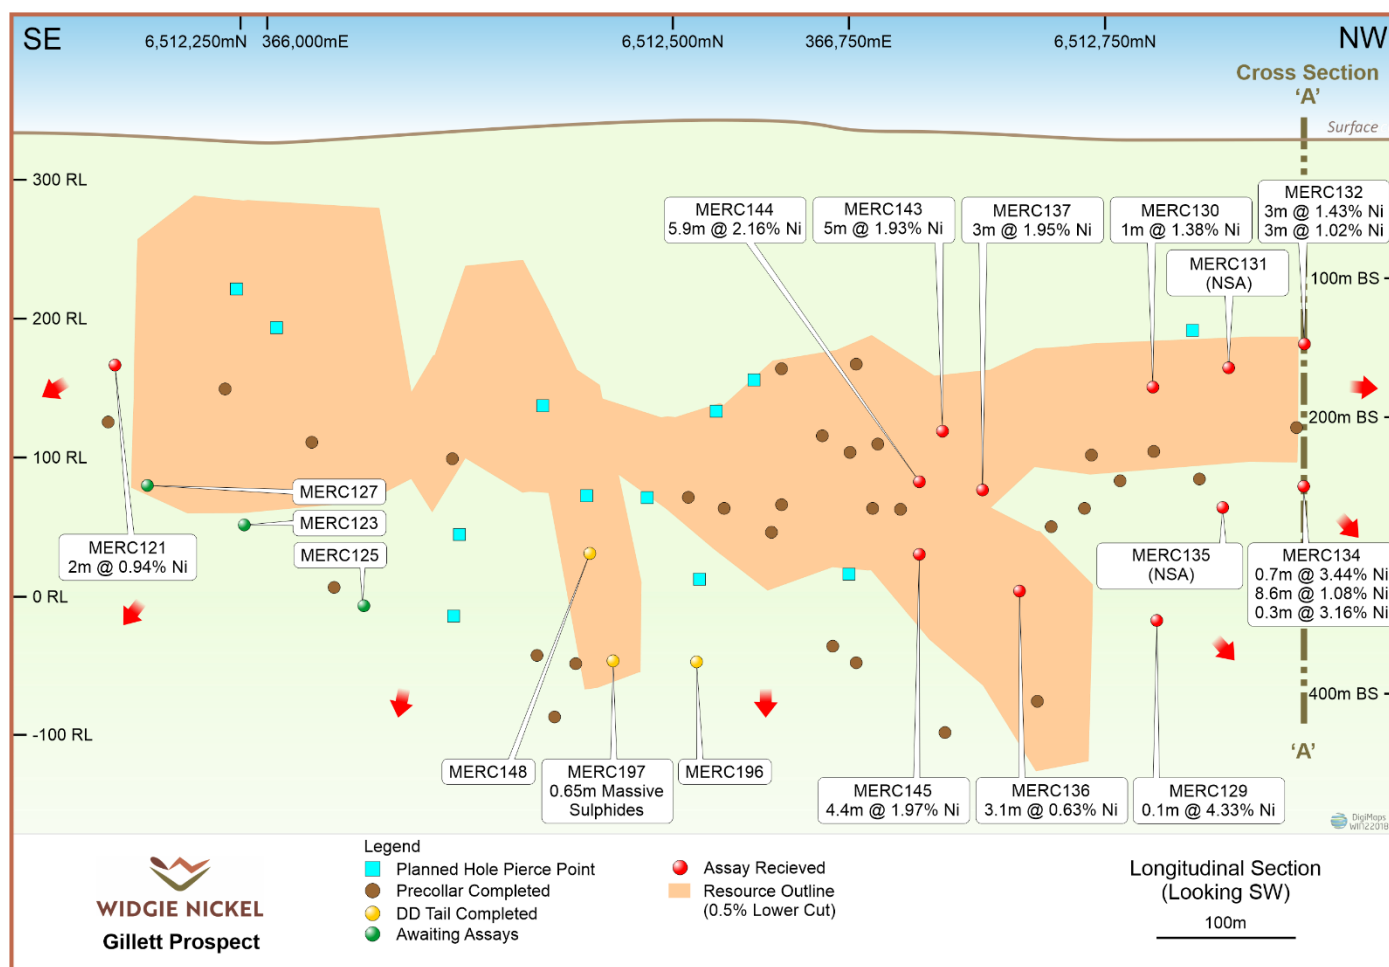 SE
6,512,250mN
366,000mE
6,512,500mN
366,750mE
6,512,750mN
NW
Cross Section
'A'
Surface
300 RL
200 RL
100 RL
0 RL
-100 RL
100m BS
200m BS
400m BS
MERC144
5.9m @ 2.16% Ni
MERC143
5m @ 1.93% Ni
MERC137
3m @ 1.95% Ni
MERC130
1m @ 1.38% Ni
MERC132
3m @ 1.43% Ni
3m @ 1.02% Ni
MERC131
(NSA)
MERC127
MERC123
MERC125
MERC121
2m @ 0.94% Ni
MERC135
(NSA)
MERC134
0.7m @ 3.44% Ni
8.6m @ 1.08% Ni
0.3m @ 3.16% Ni
MERC148
MERC197
0.65m Massive
Sulphides
MERC196
MERC145
4.4m @ 1.97% Ni
MERC136
3.1m @ 0.63% Ni
MERC129
0.1m @ 4.33% Ni
'A'
DigiMaps
WIN22018
WIDGIE NICKEL
Gillett Prospect
Legend
Planned Hole Pierce Point
Precollar Completed
DD Tail Completed
Awaiting Assays
Assay Recieved
Resource Outline
(0.5% Lower Cut)
Longitudinal Section
(Looking SW)
100m